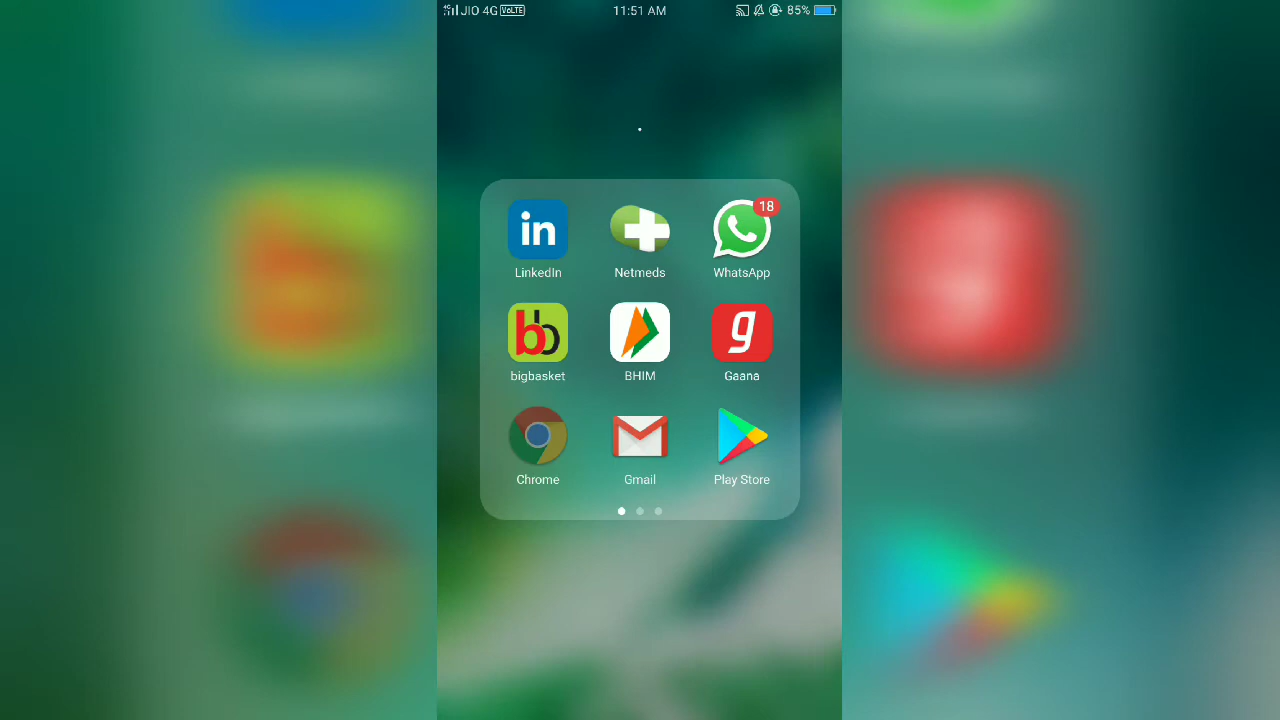 4G JIO 4G VoLTE 11:51 AM 85%
in 18
LinkedIn Netmeds WhatsApp
bb g
bigbasket BHIM Gaana
Chrome Gmail Play Store